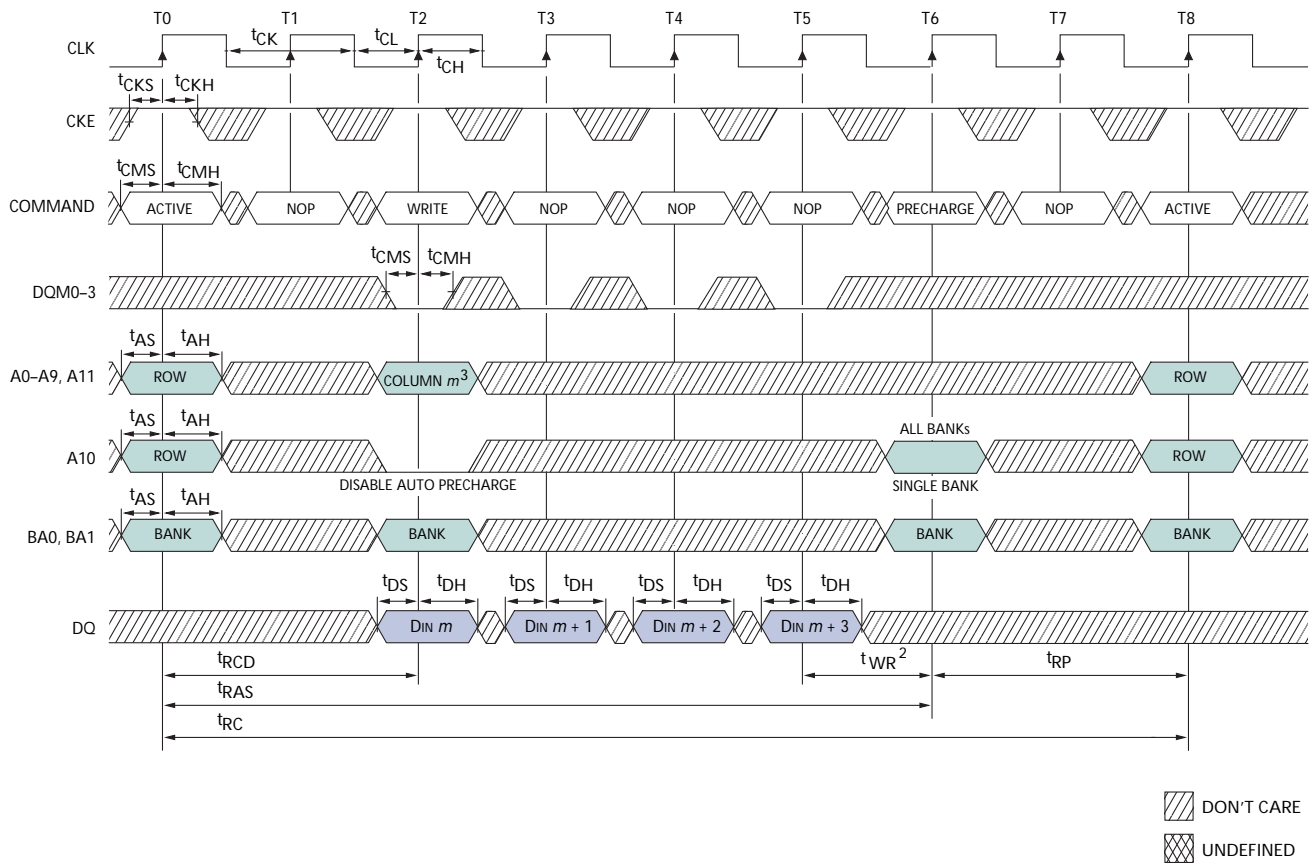 T0 T1 T2 T3 T4 T5 T6 T7 T8
CLK
tCK tCL tCH
tCKS tCKH
CKE
tCMS tCMH
COMMAND ACTIVE NOP WRITE NOP NOP NOP PRECHARGE NOP ACTIVE
tCMS tCMH
DQM0–3
tAS tAH
A0–A9, A11 ROW COLUMN m³ ROW
tAS tAH ALL BANKs
A10 ROW ROW
DISABLE AUTO PRECHARGE SINGLE BANK
tAS tAH
BA0, BA1 BANK BANK BANK BANK
tDS tDH tDS tDH tDS tDH tDS tDH
DQ DIN m DIN m + 1 DIN m + 2 DIN m + 3
tRCD tWR² tRP
tRAS
tRC
DON'T CARE
UNDEFINED